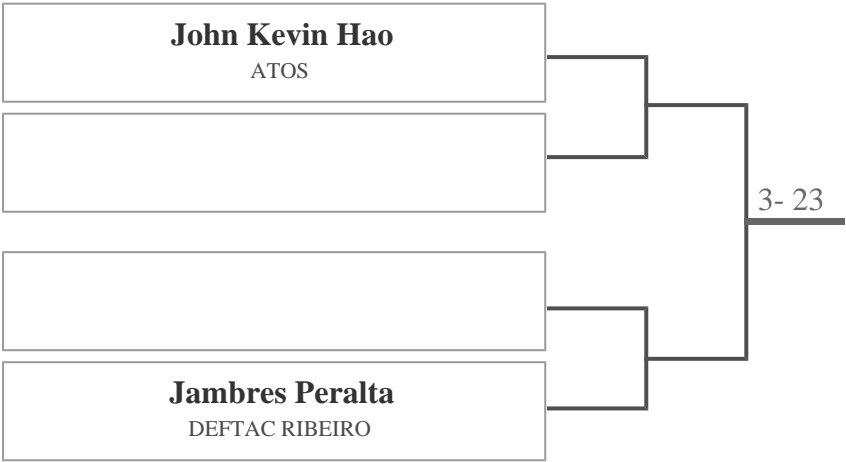 John Kevin Hao
ATOS
3- 23
Jambres Peralta
DEFTAC RIBEIRO